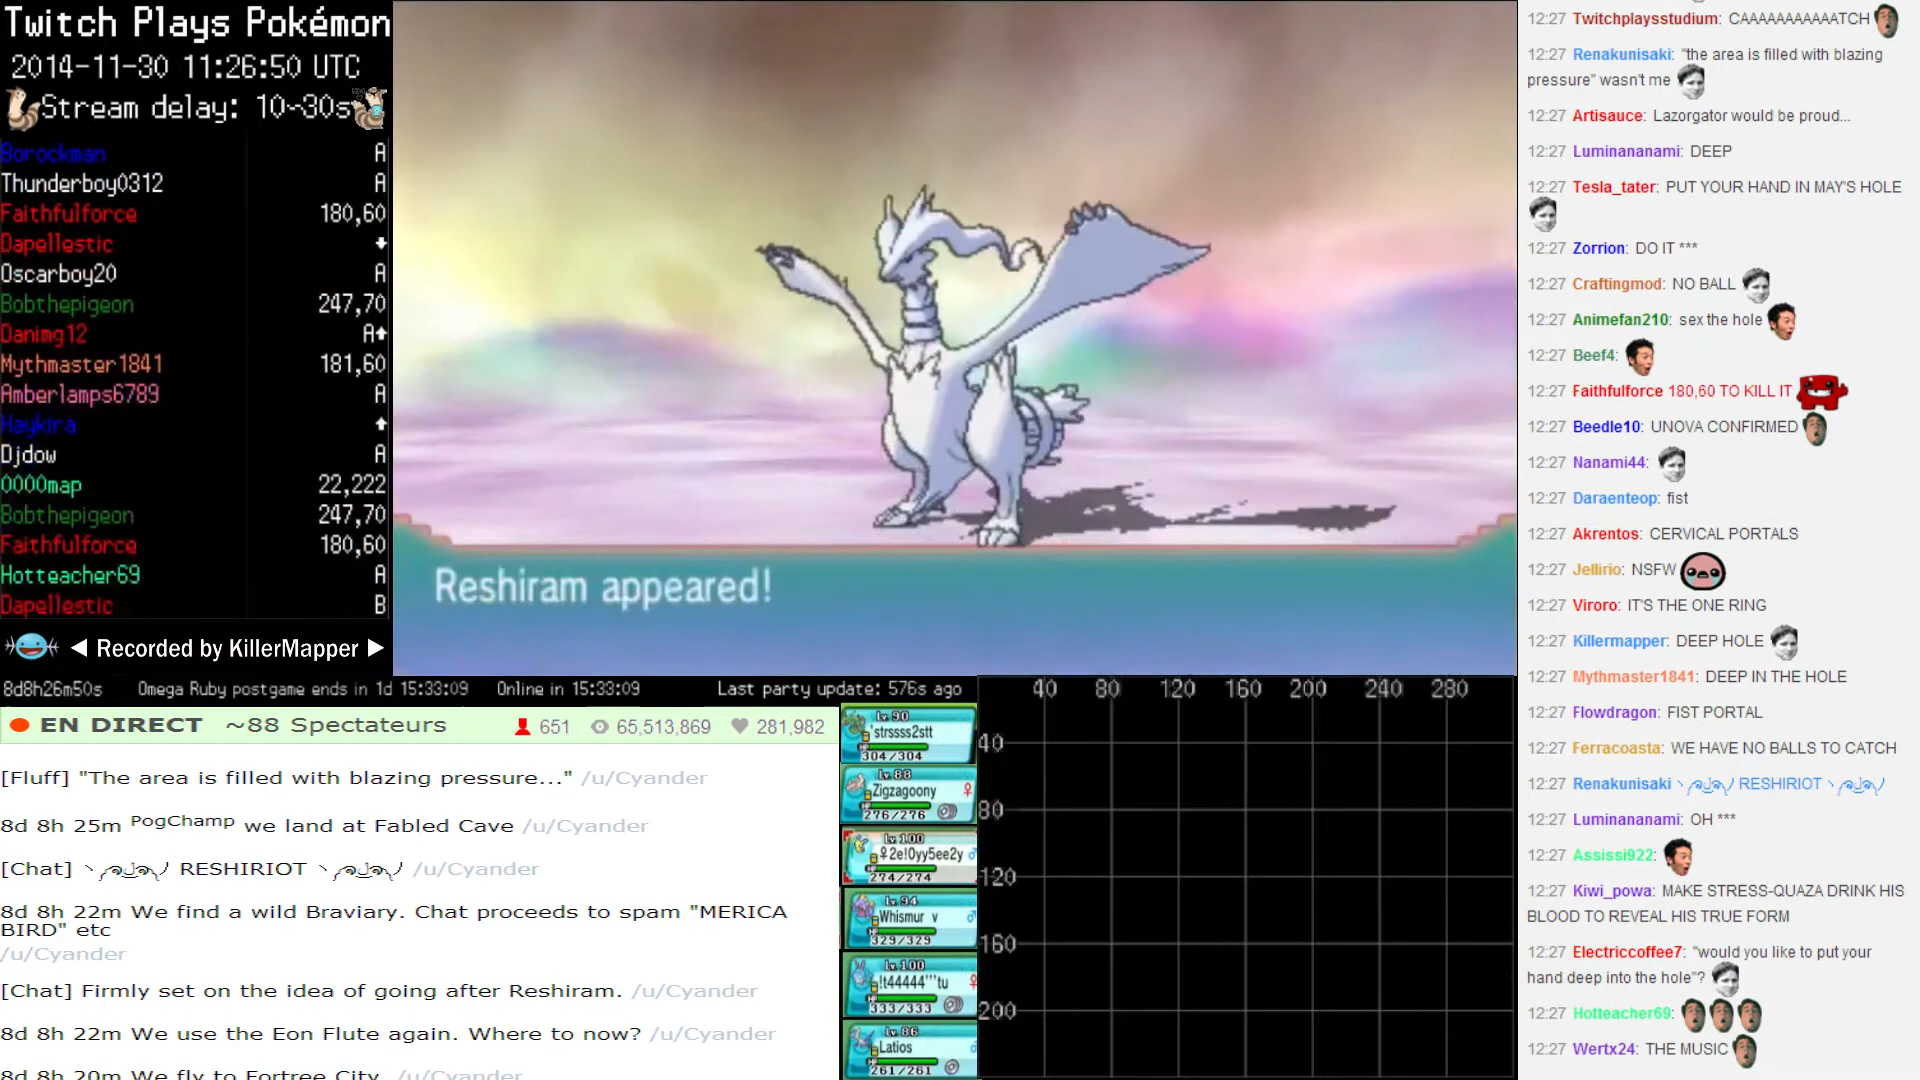 Twitch Plays Pokémon
2014-11-30 11:26:50 UTC
Stream delay: 10~30s
Borockman A
Thunderboy0312 A
Faithfulforce 180,60
Dapellestic ↓
Oscarboy20 A
Bobthepigeon 247,70
Danimg12 A↑
Mythmaster1841 181,60
Amberlamps6789 A
Haykira ↑
Djdow A
0000map 22,222
Bobthepigeon 247,70
Faithfulforce 180,60
Hotteacher69 A
Dapellestic B
◄ Recorded by KillerMapper ►
Reshiram appeared!
8d8h26m50s Omega Ruby postgame ends in 1d 15:33:09 Online in 15:33:09 Last party update: 576s ago
EN DIRECT ~88 Spectateurs 651 65,513,869 281,982
[Fluff] "The area is filled with blazing pressure..." /u/Cyander
8d 8h 25m PogChamp we land at Fabled Cave /u/Cyander
[Chat] RESHIRIOT /u/Cyander
8d 8h 22m We find a wild Braviary. Chat proceeds to spam "MERICA
BIRD" etc
/u/Cyander
[Chat] Firmly set on the idea of going after Reshiram. /u/Cyander
8d 8h 22m We use the Eon Flute again. Where to now? /u/Cyander
8d 8h 20m We fly to Fortree City. /u/Cyander
Lv.90
`strssss2stt
HP
304/304
Lv.88
Zigzagoony ♀
HP
276/276
Lv.100
♀2e!0yy5ee2y ♂
HP
274/274
Lv.94
Whismur v ♂
HP
329/329
Lv.100
!t44444'''tu ♀
HP
333/333
Lv.86
Latios ♂
HP
261/261
40 80 120 160 200 240 280
40
80
120
160
200
12:27 Twitchplaysstudium: CAAAAAAAAAAATCH
12:27 Renakunisaki: "the area is filled with blazing
pressure" wasn't me
12:27 Artisauce: Lazorgator would be proud...
12:27 Luminananami: DEEP
12:27 Tesla_tater: PUT YOUR HAND IN MAY'S HOLE
12:27 Zorrion: DO IT ***
12:27 Craftingmod: NO BALL
12:27 Animefan210: sex the hole
12:27 Beef4:
12:27 Faithfulforce 180,60 TO KILL IT
12:27 Beedle10: UNOVA CONFIRMED
12:27 Nanami44:
12:27 Daraenteop: fist
12:27 Akrentos: CERVICAL PORTALS
12:27 Jellirio: NSFW
12:27 Viroro: IT'S THE ONE RING
12:27 Killermapper: DEEP HOLE
12:27 Mythmaster1841: DEEP IN THE HOLE
12:27 Flowdragon: FIST PORTAL
12:27 Ferracoasta: WE HAVE NO BALLS TO CATCH
12:27 Renakunisaki RESHIRIOT
12:27 Luminananami: OH ***
12:27 Assissi922:
12:27 Kiwi_powa: MAKE STRESS-QUAZA DRINK HIS
BLOOD TO REVEAL HIS TRUE FORM
12:27 Electriccoffee7: "would you like to put your
hand deep into the hole"?
12:27 Hotteacher69:
12:27 Wertx24: THE MUSIC